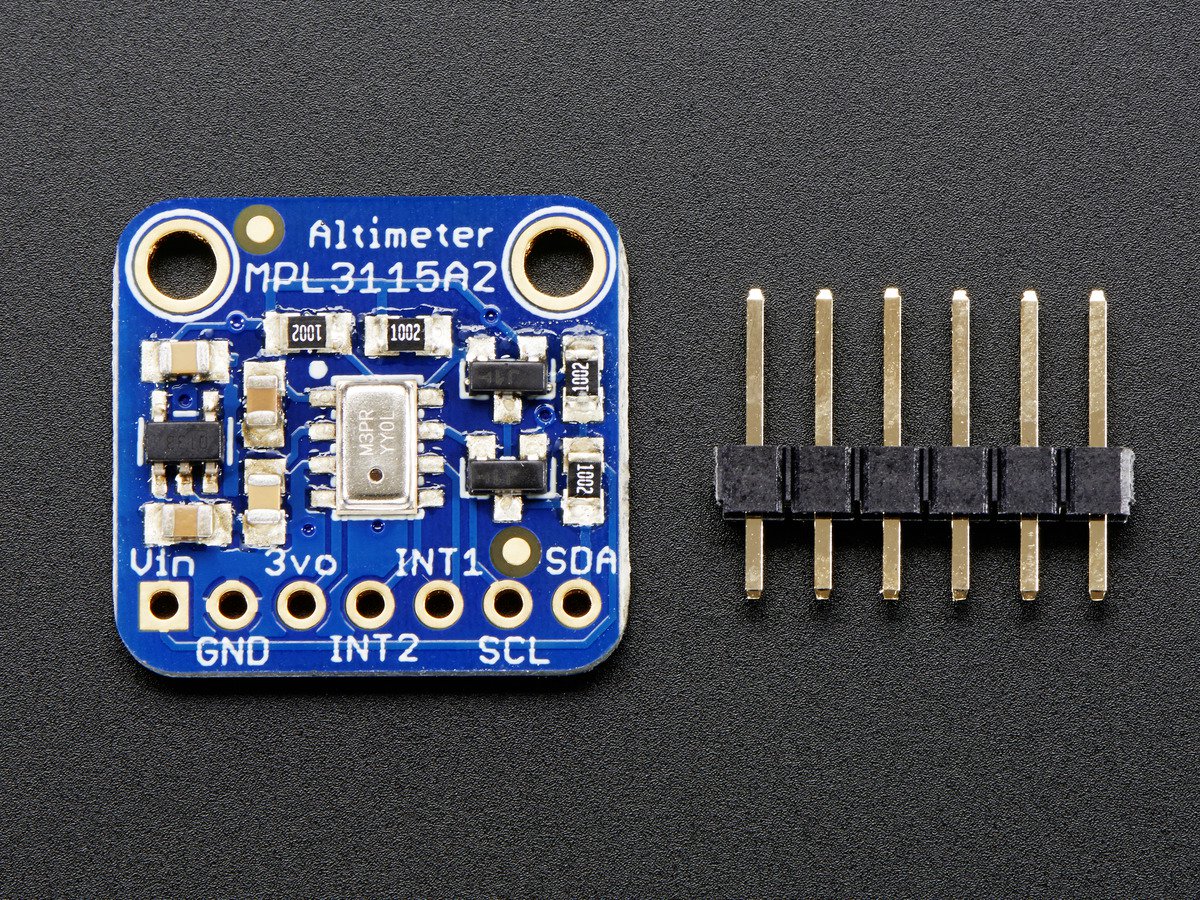 Altimeter
MPL3115A2
1002
1002
1002
M3PR
YY0L
1002
Vin
3vo
INT1
SDA
GND
INT2
SCL